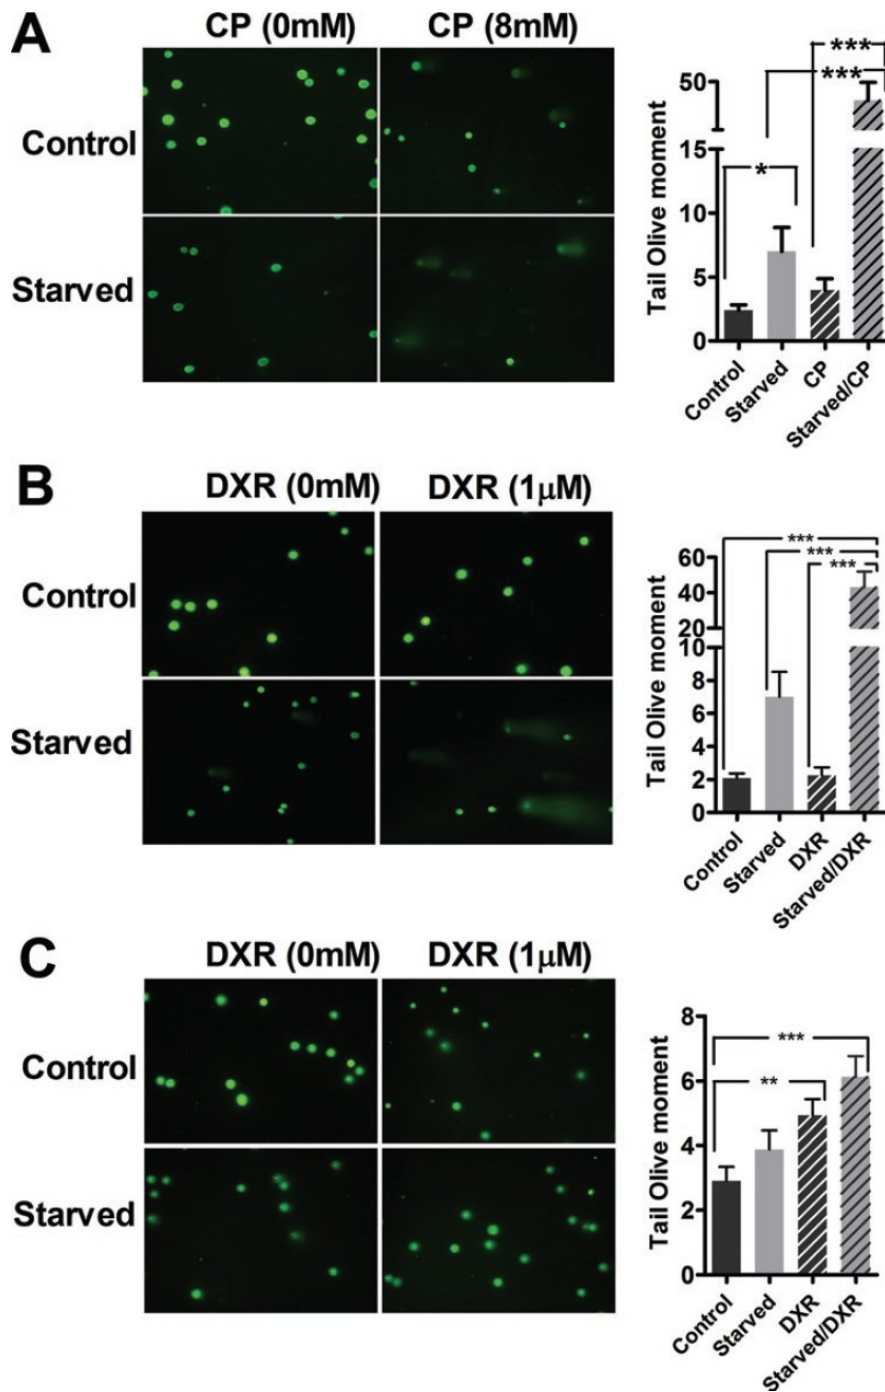 A
CP (0mM) CP (8mM)
Control
Starved
***
***
*
50
15
10
5
0
Tail Olive moment
Control
Starved
CP
Starved/CP
B
DXR (0mM) DXR (1μM)
Control
Starved
***
***
***
60
40
20
10
8
6
4
2
0
Tail Olive moment
Control
Starved
DXR
Starved/DXR
C
DXR (0mM) DXR (1μM)
Control
Starved
***
**
8
6
4
2
0
Tail Olive moment
Control
Starved
DXR
Starved/DXR